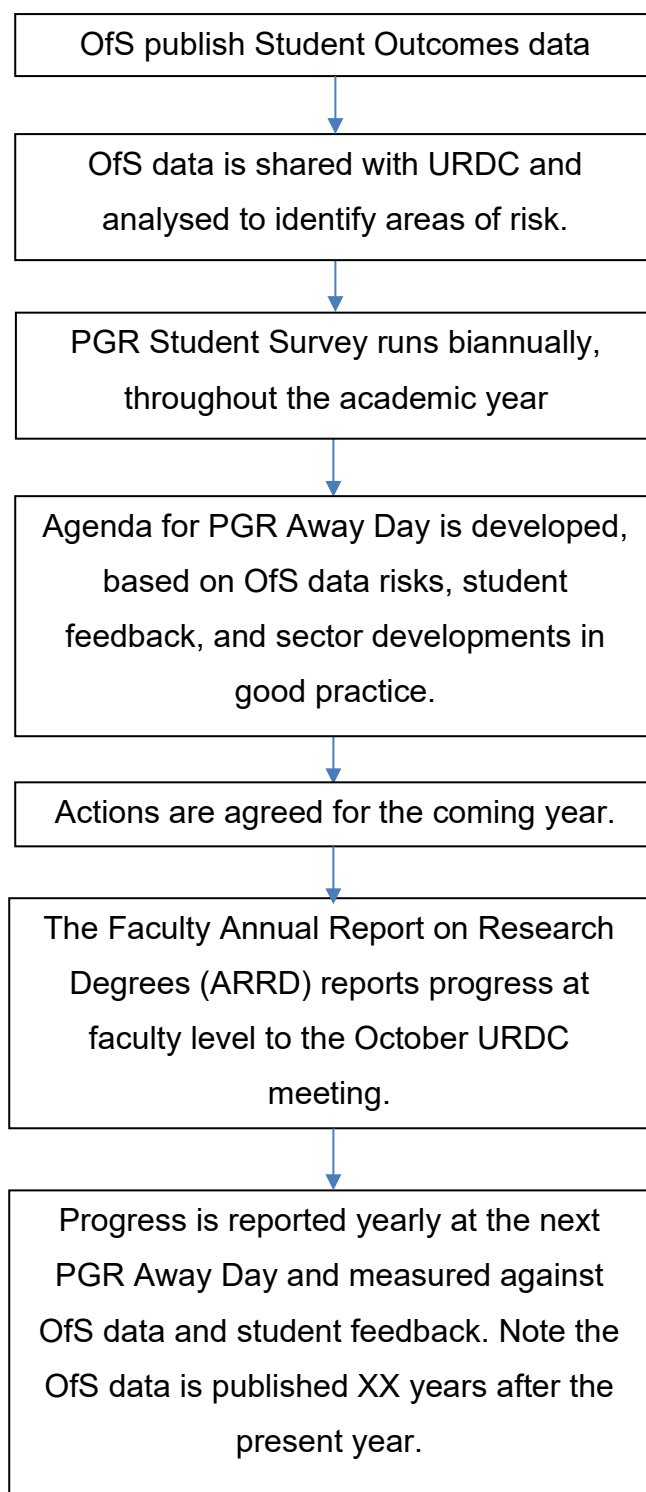 OfS publish Student Outcomes data
OfS data is shared with URDC and
analysed to identify areas of risk.
PGR Student Survey runs biannually,
throughout the academic year
Agenda for PGR Away Day is developed,
based on OfS data risks, student
feedback, and sector developments in
good practice.
Actions are agreed for the coming year.
The Faculty Annual Report on Research
Degrees (ARRD) reports progress at
faculty level to the October URDC
meeting.
Progress is reported yearly at the next
PGR Away Day and measured against
OfS data and student feedback. Note the
OfS data is published XX years after the
present year.